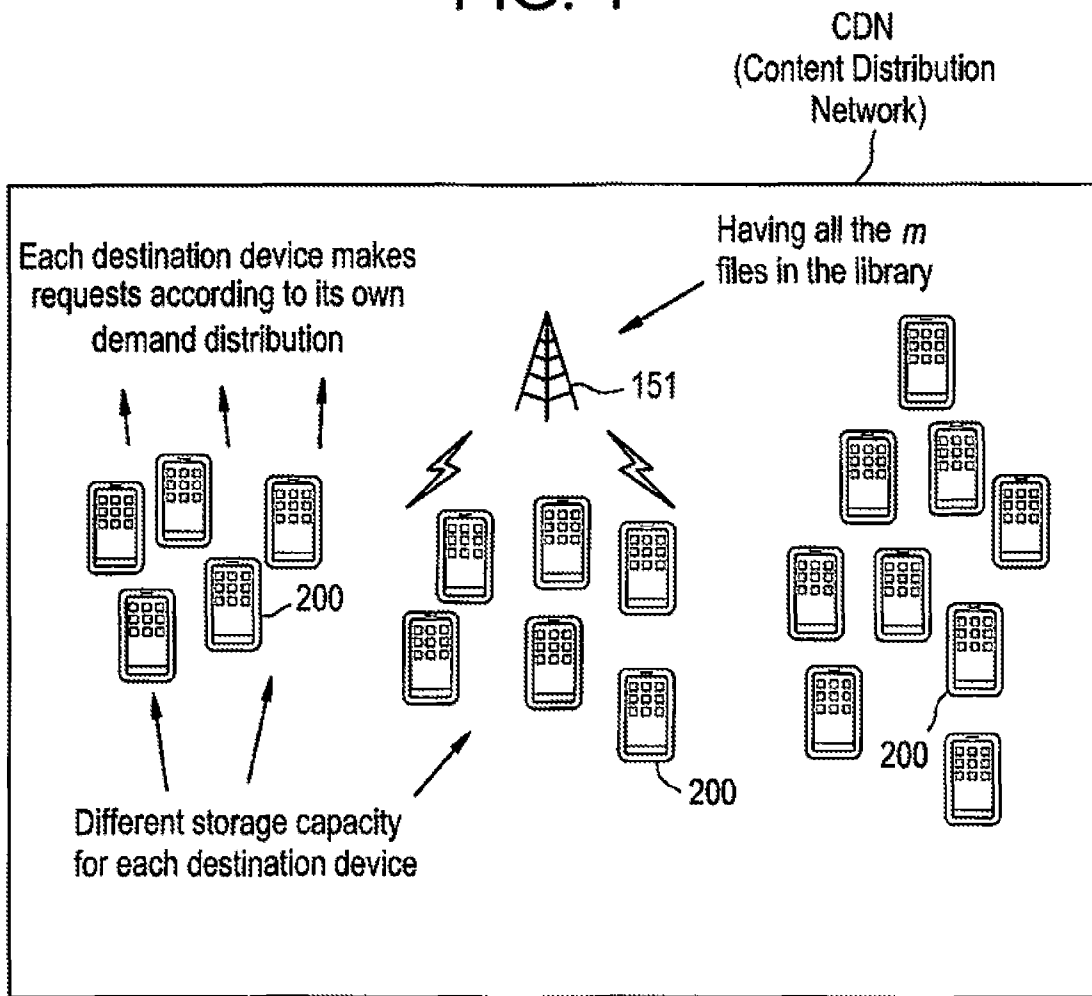 CDN
(Content Distribution
Network)
Having all the m
files in the library
Each destination device makes
requests according to its own
demand distribution
151
200
200
200
Different storage capacity
for each destination device